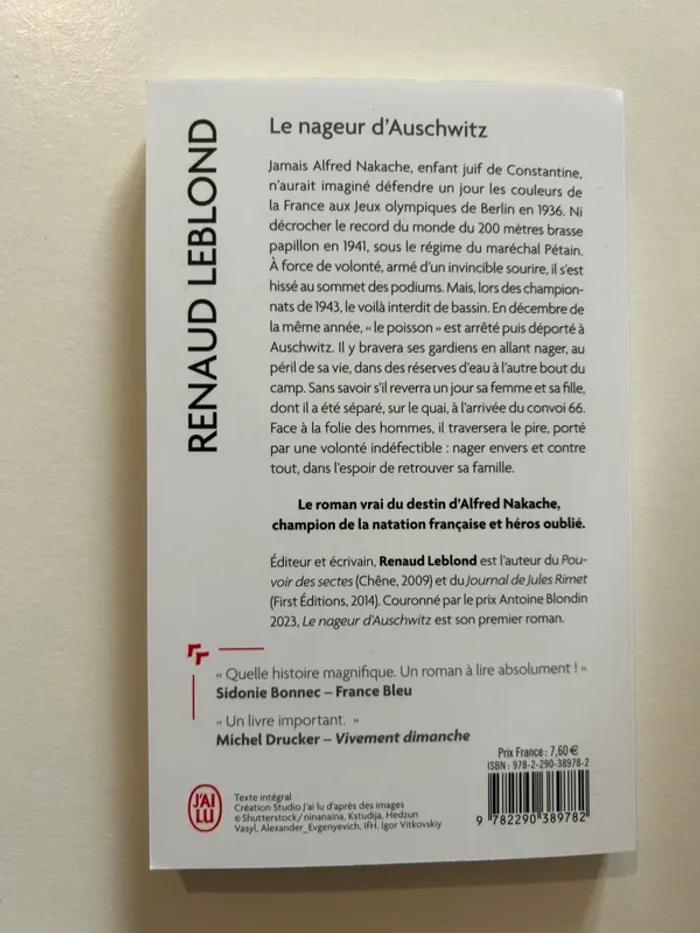 RENAUD LEBLOND
Le nageur d'Auschwitz
Jamais Alfred Nakache, enfant juif de Constantine,
n'aurait imaginé défendre un jour les couleurs de
la France aux Jeux olympiques de Berlin en 1936. Ni
décrocher le record du monde du 200 mètres brasse
papillon en 1941, sous le régime du maréchal Pétain.
À force de volonté, armé d'un invincible sourire, il s'est
hissé au sommet des podiums. Mais, lors des champion-
nats de 1943, le voilà interdit de bassin. En décembre de
la même année, « le poisson » est arrêté puis déporté à
Auschwitz. Il y bravera ses gardiens en allant nager, au
péril de sa vie, dans des réserves d'eau à l'autre bout du
camp. Sans savoir s'il reverra un jour sa femme et sa fille,
dont il a été séparé, sur le quai, à l'arrivée du convoi 66.
Face à la folie des hommes, il traversera le pire, porté
par une volonté indéfectible : nager envers et contre
tout, dans l'espoir de retrouver sa famille.
Le roman vrai du destin d'Alfred Nakache,
champion de la natation française et héros oublié.
Éditeur et écrivain, Renaud Leblond est l'auteur du Pou-
voir des sectes (Chêne, 2009) et du Journal de Jules Rimet
(First Éditions, 2014). Couronné par le prix Antoine Blondin
2023, Le nageur d'Auschwitz est son premier roman.
« Quelle histoire magnifique. Un roman à lire absolument ! »
Sidonie Bonnec – France Bleu
« Un livre important. »
Michel Drucker – Vivement dimanche
Prix France : 7,60 €
ISBN : 978-2-290-38978-2
9 782290 389782
J'AI
LU
Texte intégral
Création Studio J'ai lu d'après des images
© Shutterstock / ninanaina, Kstudija, Hedzun
Vasyl, Alexander_Evgenyevich, IfH, Igor Vitkovskiy